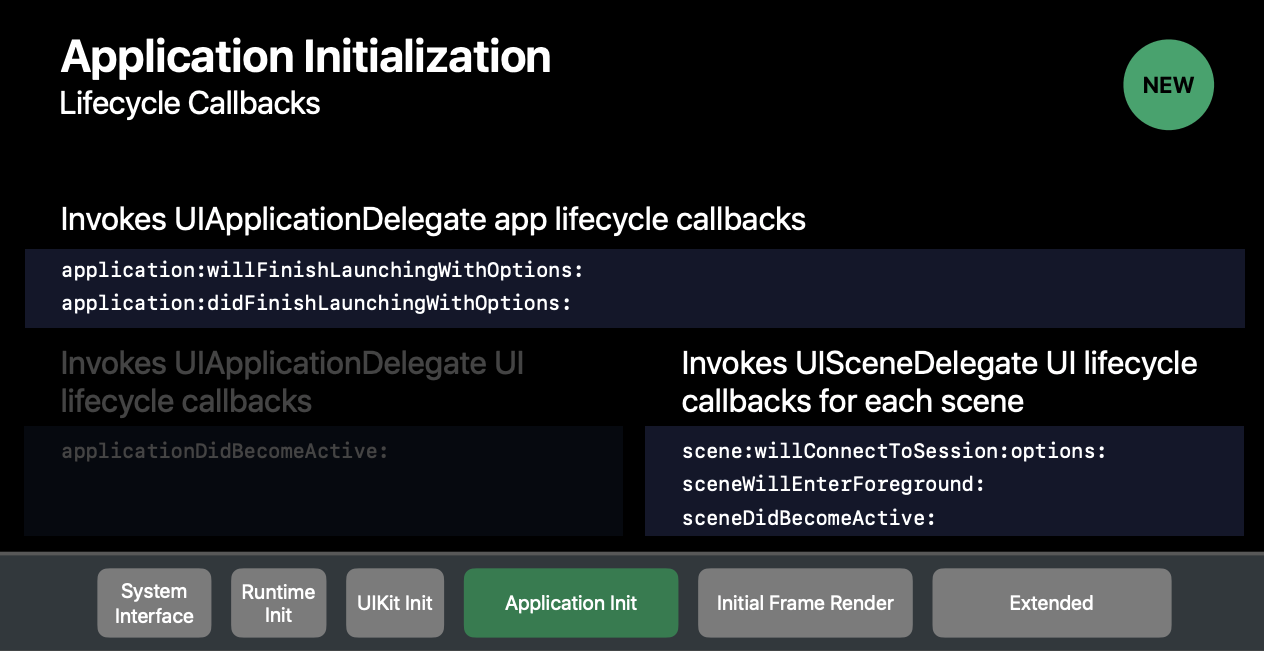 Application Initialization
Lifecycle Callbacks
NEW
Invokes UIApplicationDelegate app lifecycle callbacks
application:willFinishLaunchingWithOptions:
application:didFinishLaunchingWithOptions:
Invokes UIApplicationDelegate UI
lifecycle callbacks
applicationDidBecomeActive:
Invokes UISceneDelegate UI lifecycle
callbacks for each scene
scene:willConnectToSession:options:
sceneWillEnterForeground:
sceneDidBecomeActive:
System
Interface
Runtime
Init
UIKit Init
Application Init
Initial Frame Render
Extended